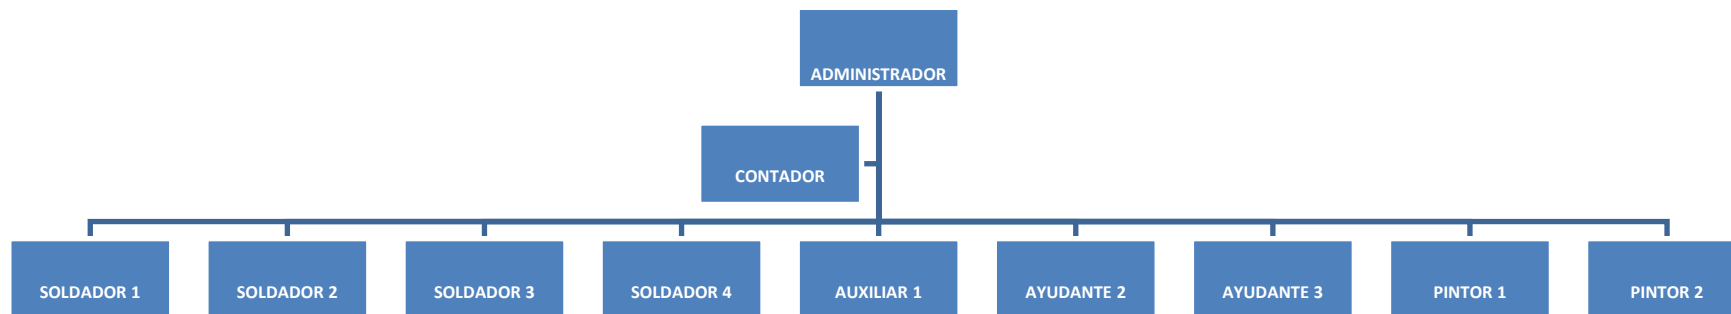 ADMINISTRADOR
CONTADOR
SOLDADOR 1
SOLDADOR 2
SOLDADOR 3
SOLDADOR 4
AUXILIAR 1
AYUDANTE 2
AYUDANTE 3
PINTOR 1
PINTOR 2